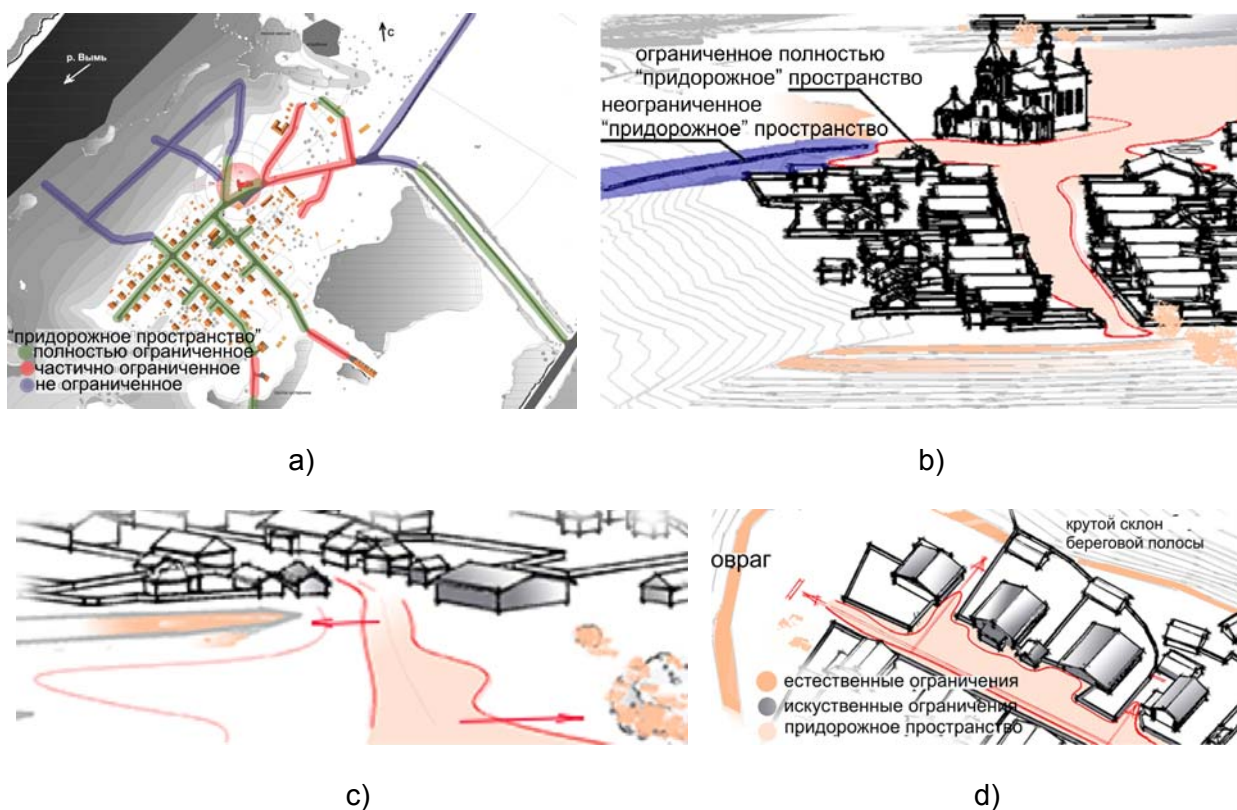 р. Вымь
С
"придорожное пространство"
полностью ограниченное
частично ограниченное
не ограниченное
a)
ограниченное полностью
"придорожное" пространство
неограниченное
"придорожное" пространство
b)
c)
овраг
крутой склон
береговой полосы
естественные ограничения
искуственные ограничения
придорожное пространство
d)